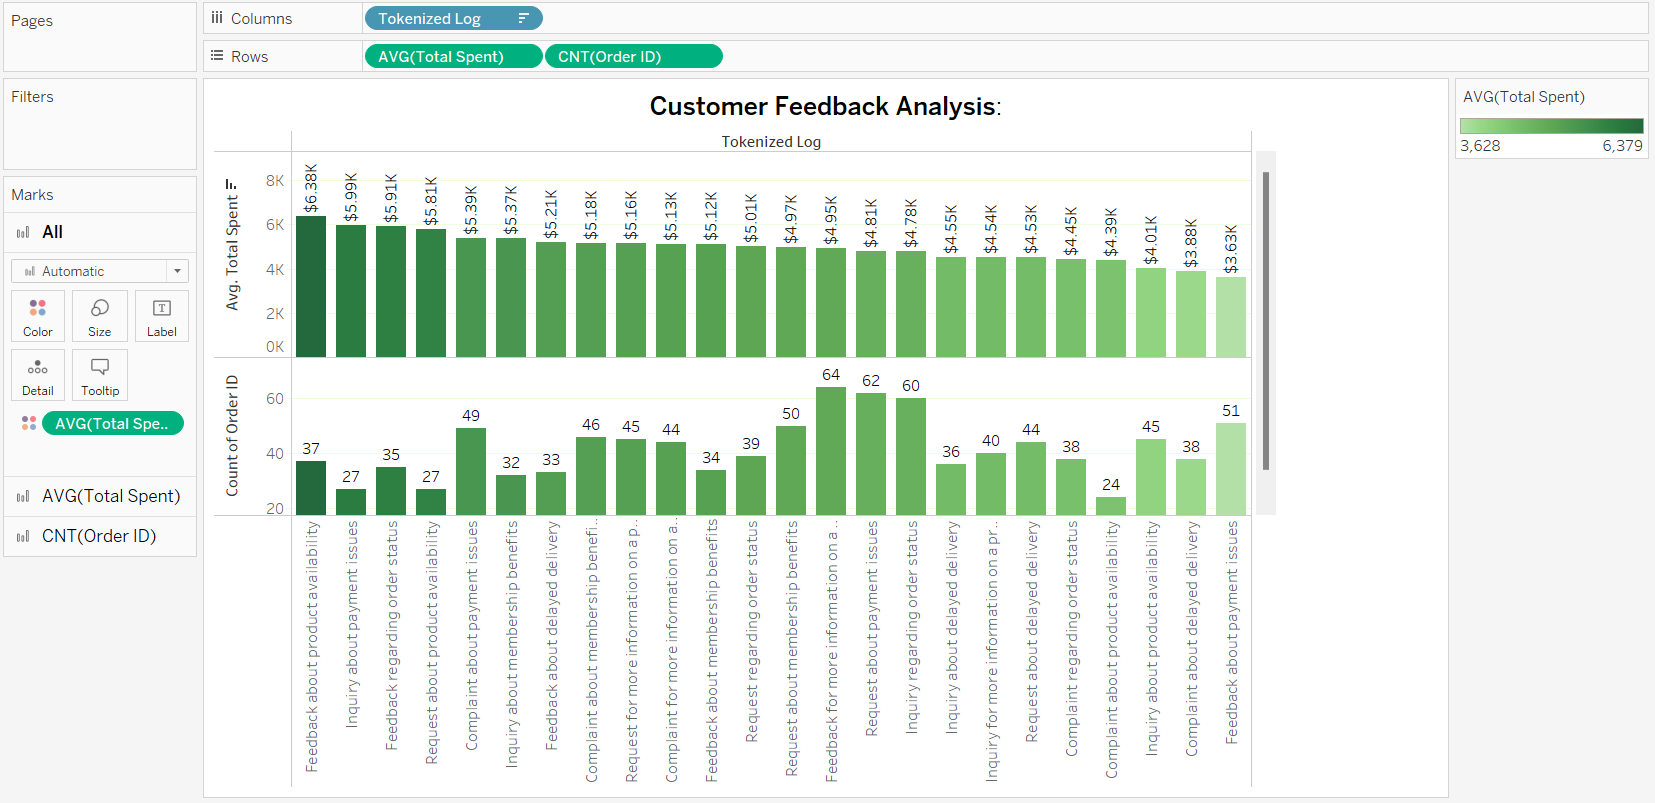 Pages
Columns
Tokenized Log
Rows
AVG(Total Spent)
CNT(Order ID)
Filters
Marks
All
Automatic
Color
Size
Label
Detail
Tooltip
AVG(Total Spe..
AVG(Total Spent)
CNT(Order ID)
Customer Feedback Analysis:
Tokenized Log
Avg. Total Spent
8K
6K
4K
2K
0K
$6.38K
$5.99K
$5.91K
$5.81K
$5.39K
$5.37K
$5.21K
$5.18K
$5.16K
$5.13K
$5.12K
$5.01K
$4.97K
$4.95K
$4.81K
$4.78K
$4.55K
$4.54K
$4.53K
$4.45K
$4.39K
$4.01K
$3.88K
$3.63K
Count of Order ID
60
40
20
37
27
35
27
49
32
33
46
45
44
34
39
50
64
62
60
36
40
44
38
24
45
38
51
Feedback about product availability
Inquiry about payment issues
Feedback regarding order status
Request about product availability
Complaint about payment issues
Inquiry about membership benefits
Feedback about delayed delivery
Complaint about membership benefi..
Request for more information on a p..
Complaint for more information on a..
Feedback about membership benefits
Request regarding order status
Request about membership benefits
Feedback for more information on a ..
Request about payment issues
Inquiry regarding order status
Inquiry about delayed delivery
Inquiry for more information on a pr..
Request about delayed delivery
Complaint regarding order status
Complaint about product availability
Inquiry about product availability
Complaint about delayed delivery
Feedback about payment issues
AVG(Total Spent)
3,628
6,379